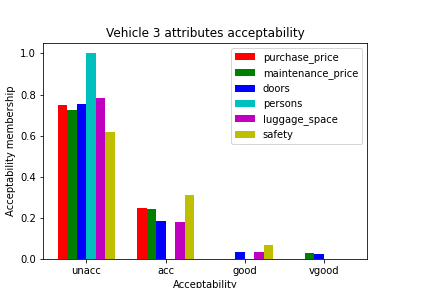 Vehicle 3 attributes acceptability
1.0
0.8
0.6
0.4
0.2
0.0
Acceptability membership
purchase_price
maintenance_price
doors
persons
luggage_space
safety
unacc
acc
good
vgood
Acceptability